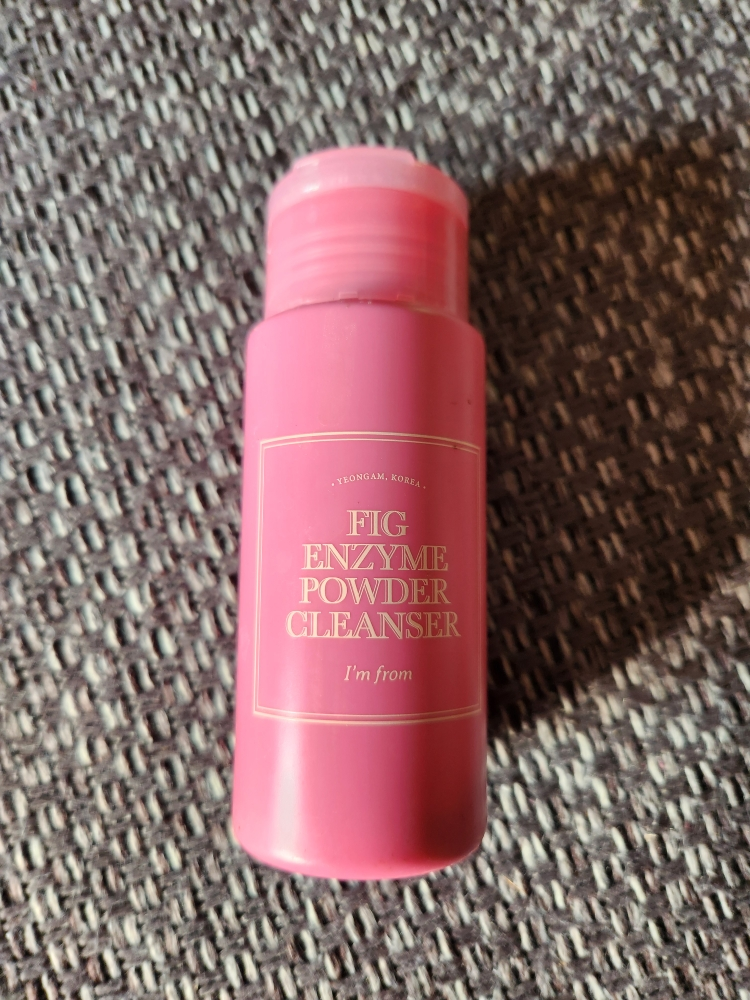 · YEONGAM, KOREA ·
FIG
ENZYME
POWDER
CLEANSER
I'm from